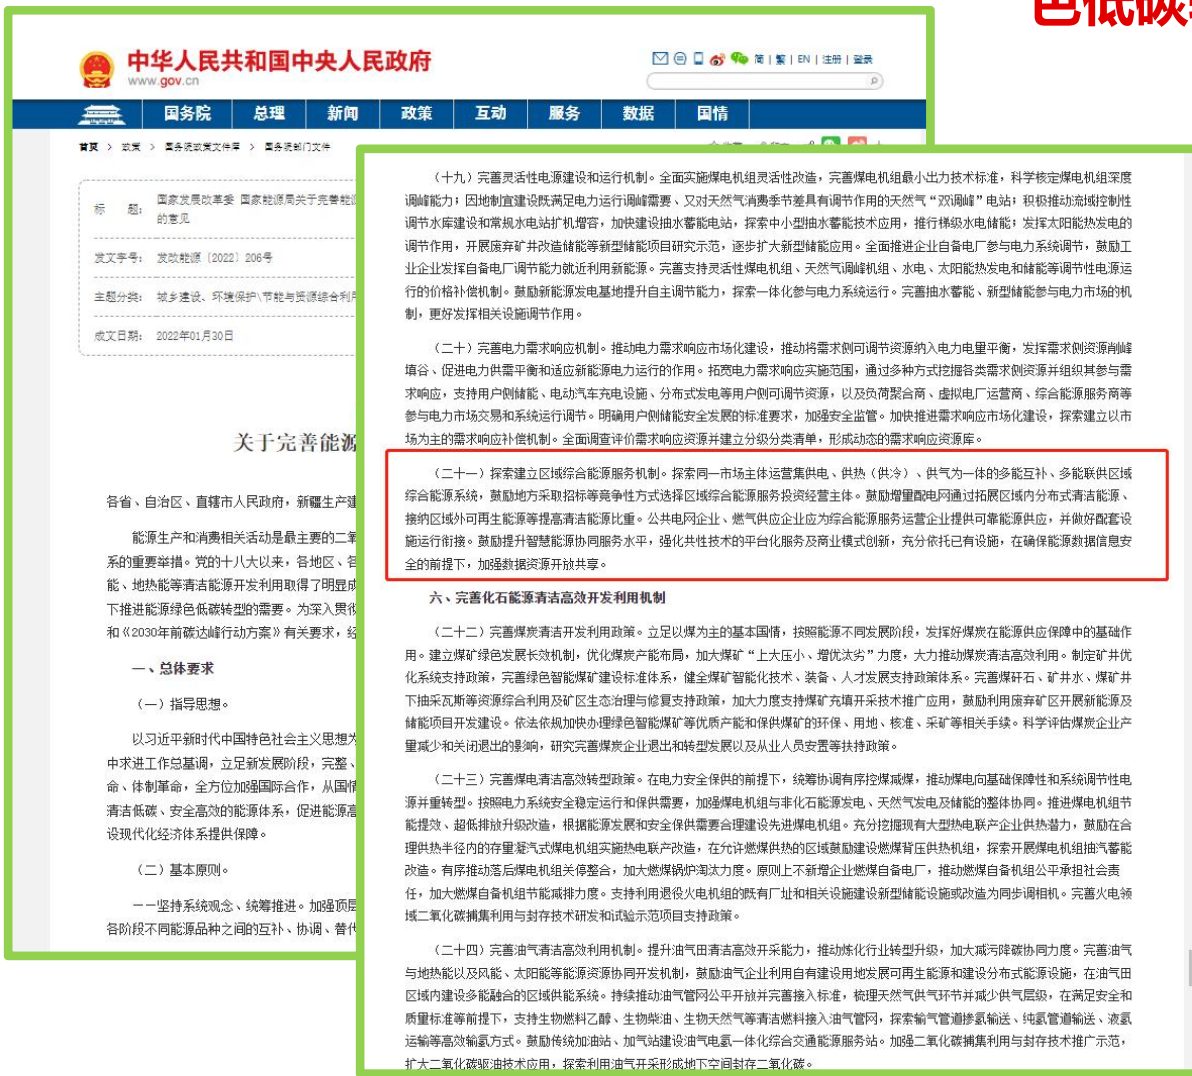 色低碳
中华人民共和国中央人民政府
www.gov.cn
简 | 繁 | EN | 注册 | 登录
国务院 总理 新闻 政策 互动 服务 数据 国情
首页 > 政策 > 国务院政策文件库 > 国务院部门文件
标 题: 国家发展改革委 国家能源局关于完善能源
的意见
发文字号: 发改能源〔2022〕206号
主题分类: 城乡建设、环境保护\节能与资源综合利用
成文日期: 2022年01月30日
关于完善能源
各省、自治区、直辖市人民政府，新疆生产建
能源生产和消费相关活动是最主要的二氧
系的重要举措。党的十八大以来，各地区、各
能、地热能等清洁能源开发利用取得了明显成
下推进能源绿色低碳转型的需要。为深入贯彻
和《2030年前碳达峰行动方案》有关要求，经
一、总体要求
（一）指导思想。
以习近平新时代中国特色社会主义思想为
中求进工作总基调，立足新发展阶段，完整、
命、体制革命，全方位加强国际合作，从国情
清洁低碳、安全高效的能源体系，促进能源高
设现代化经济体系提供保障。
（二）基本原则。
——坚持系统观念、统筹推进。加强顶层
各阶段不同能源品种之间的互补、协调、替代
（十九）完善灵活性电源建设和运行机制。全面实施煤电机组灵活性改造，完善煤电机组最小出力技术标准，科学核定煤电机组深度
调峰能力；因地制宜建设既满足电力运行调峰需要、又对天然气消费季节差具有调节作用的天然气“双调峰”电站；积极推动流域控制性
调节水库建设和常规水电站扩机增容，加快建设抽水蓄能电站，探索中小型抽水蓄能技术应用，推行梯级水电储能；发挥太阳能热发电的
调节作用，开展废弃矿井改造储能等新型储能项目研究示范，逐步扩大新型储能应用。全面推进企业自备电厂参与电力系统调节，鼓励工
业企业发挥自备电厂调节能力就近利用新能源。完善支持灵活性煤电机组、天然气调峰机组、水电、太阳能热发电和储能等调节性电源运
行的价格补偿机制。鼓励新能源发电基地提升自主调节能力，探索一体化参与电力系统运行。完善抽水蓄能、新型储能参与电力市场的机
制，更好发挥相关设施调节作用。
（二十）完善电力需求响应机制。推动电力需求响应市场化建设，推动将需求侧可调节资源纳入电力电量平衡，发挥需求侧资源削峰
填谷、促进电力供需平衡和适应新能源电力运行的作用。拓宽电力需求响应实施范围，通过多种方式挖掘各类需求侧资源并组织其参与需
求响应，支持用户侧储能、电动汽车充电设施、分布式发电等用户侧可调节资源，以及负荷聚合商、虚拟电厂运营商、综合能源服务商等
参与电力市场交易和系统运行调节。明确用户侧储能安全发展的标准要求，加强安全监管。加快推进需求响应市场化建设，探索建立以市
场为主的需求响应补偿机制。全面调查评价需求响应资源并建立分级分类清单，形成动态的需求响应资源库。
（二十一）探索建立区域综合能源服务机制。探索同一市场主体运营集供电、供热（供冷）、供气为一体的多能互补、多能联供区域
综合能源系统，鼓励地方采取招标等竞争性方式选择区域综合能源服务投资经营主体。鼓励增量配电网通过拓展区域内分布式清洁能源、
接纳区域外可再生能源等提高清洁能源比重。公共电网企业、燃气供应企业应为综合能源服务运营企业提供可靠能源供应，并做好配套设
施运行衔接。鼓励提升智慧能源协同服务水平，强化共性技术的平台化服务及商业模式创新，充分依托已有设施，在确保能源数据信息安
全的前提下，加强数据资源开放共享。
六、完善化石能源清洁高效开发利用机制
（二十二）完善煤炭清洁开发利用政策。立足以煤为主的基本国情，按照能源不同发展阶段，发挥好煤炭在能源供应保障中的基础作
用。建立煤矿绿色发展长效机制，优化煤炭产能布局，加大煤矿“上大压小、增优汰劣”力度，大力推动煤炭清洁高效利用。制定矿井优
化系统支持政策，完善绿色智能煤矿建设标准体系，健全煤矿智能化技术、装备、人才发展支持政策体系。完善煤矸石、矿井水、煤矿井
下抽采瓦斯等资源综合利用及矿区生态治理与修复支持政策，加大力度支持煤矿充填开采技术推广应用，鼓励利用废弃矿区开展新能源及
储能项目开发建设。依法依规加快办理绿色智能煤矿等优质产能和保供煤矿的环保、用地、核准、采矿等相关手续。科学评估煤炭企业产
量减少和关闭退出的影响，研究完善煤炭企业退出和转型发展以及从业人员安置等扶持政策。
（二十三）完善煤电清洁高效转型政策。在电力安全保供的前提下，统筹协调有序控煤减煤，推动煤电向基础保障性和系统调节性电
源并重转型。按照电力系统安全稳定运行和保供需要，加强煤电机组与非化石能源发电、天然气发电及储能的整体协同。推进煤电机组节
能提效、超低排放升级改造，根据能源发展和安全保供需要合理建设先进煤电机组。充分挖掘现有大型热电联产企业供热潜力，鼓励在合
理供热半径内的存量凝汽式煤电机组实施热电联产改造，在允许燃煤供热的区域鼓励建设燃煤背压供热机组，探索开展煤电机组抽汽蓄能
改造。有序推动落后煤电机组关停整合，加大燃煤锅炉淘汰力度。原则上不新增企业燃煤自备电厂，推动燃煤自备机组公平承担社会责
任，加大燃煤自备机组节能减排力度。支持利用退役火电机组的既有厂址和相关设施建设新型储能设施或改造为同步调相机。完善火电领
域二氧化碳捕集利用与封存技术研发和试验示范项目支持政策。
（二十四）完善油气清洁高效利用机制。提升油气田清洁高效开采能力，推动炼化行业转型升级，加大减污降碳协同力度。完善油气
与地热能以及风能、太阳能等能源资源协同开发机制，鼓励油气企业利用自有建设用地发展可再生能源和建设分布式能源设施，在油气田
区域内建设多能融合的区域供能系统。持续推动油气管网公平开放并完善接入标准，梳理天然气供气环节并减少供气层级，在满足安全和
质量标准等前提下，支持生物燃料乙醇、生物柴油、生物天然气等清洁燃料接入油气管网，探索输气管道掺氢输送、纯氢管道输送、液氢
运输等高效输氢方式。鼓励传统加油站、加气站建设油气电氢一体化综合交通能源服务站。加强二氧化碳捕集利用与封存技术推广示范，
扩大二氧化碳驱油技术应用，探索利用油气开采形成地下空间封存二氧化碳。